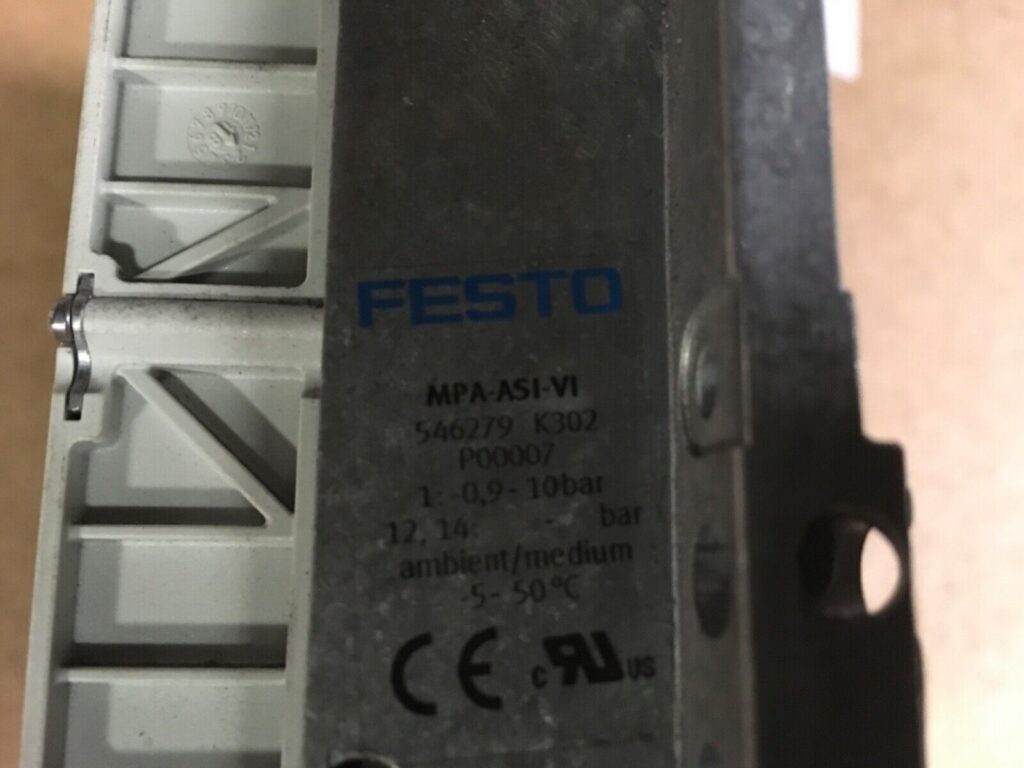 FESTO
MPA-ASI-VI
546279 K302
P00007
1: -0,9 - 10bar
12, 14: - bar
ambient/medium :
-5- 50°C
CE c RU US